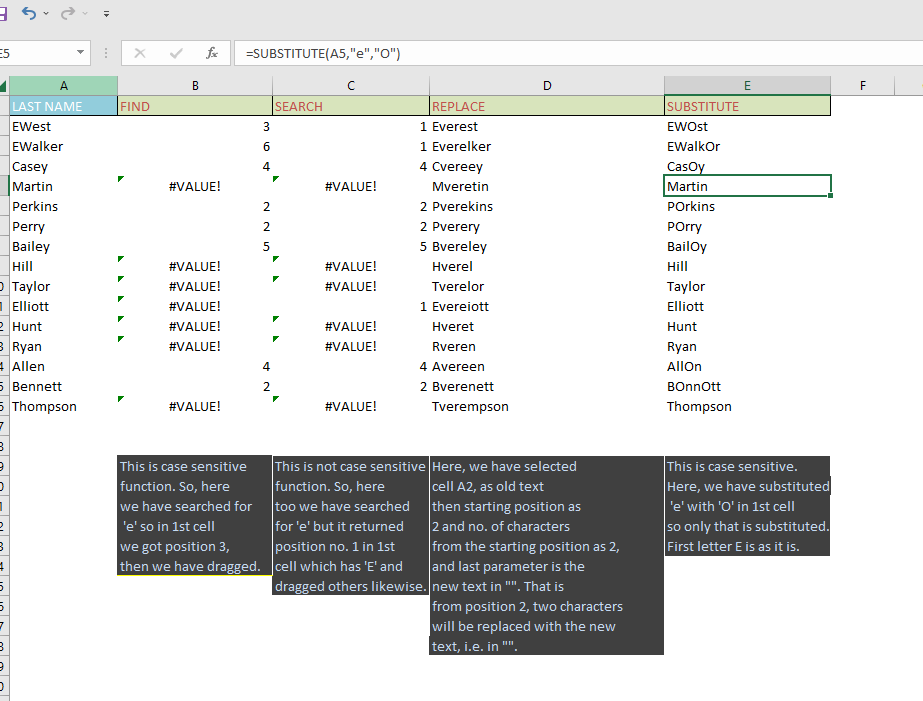 E5 =SUBSTITUTE(A5,"e","O")
A B C D E F
LAST NAME FIND SEARCH REPLACE SUBSTITUTE
EWest 3 1 Everest EWOst
EWalker 6 1 Everelker EWalkOr
Casey 4 4 Cvereey CasOy
Martin #VALUE! #VALUE! Mveretin Martin
Perkins 2 2 Pverekins POrkins
Perry 2 2 Pverery POrry
Bailey 5 5 Bvereley BailOy
Hill #VALUE! #VALUE! Hverel Hill
Taylor #VALUE! #VALUE! Tverelor Taylor
Elliott #VALUE! 1 Evereiott Elliott
Hunt #VALUE! #VALUE! Hveret Hunt
Ryan #VALUE! #VALUE! Rveren Ryan
Allen 4 4 Avereen AllOn
Bennett 2 2 Bverenett BOnnOtt
Thompson #VALUE! #VALUE! Tverempson Thompson
This is case sensitive
function. So, here
we have searched for
'e' so in 1st cell
we got position 3,
then we have dragged.
This is not case sensitive
function. So, here
too we have searched
for 'e' but it returned
position no. 1 in 1st
cell which has 'E' and
dragged others likewise.
Here, we have selected
cell A2, as old text
then starting position as
2 and no. of characters
from the starting position as 2,
and last parameter is the
new text in "". That is
from position 2, two characters
will be replaced with the new
text, i.e. in "".
This is case sensitive.
Here, we have substituted
'e' with 'O' in 1st cell
so only that is substituted.
First letter E is as it is.